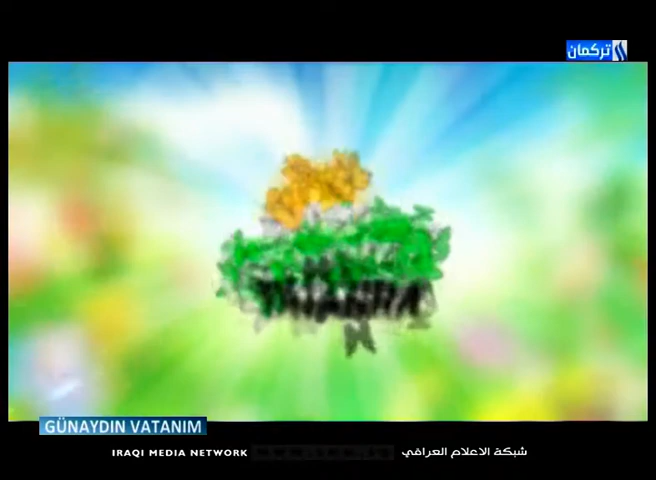 تركمان
GÜNAYDIN VATANIM
IRAQI MEDIA NETWORK
شبكة الاعلام العراقي